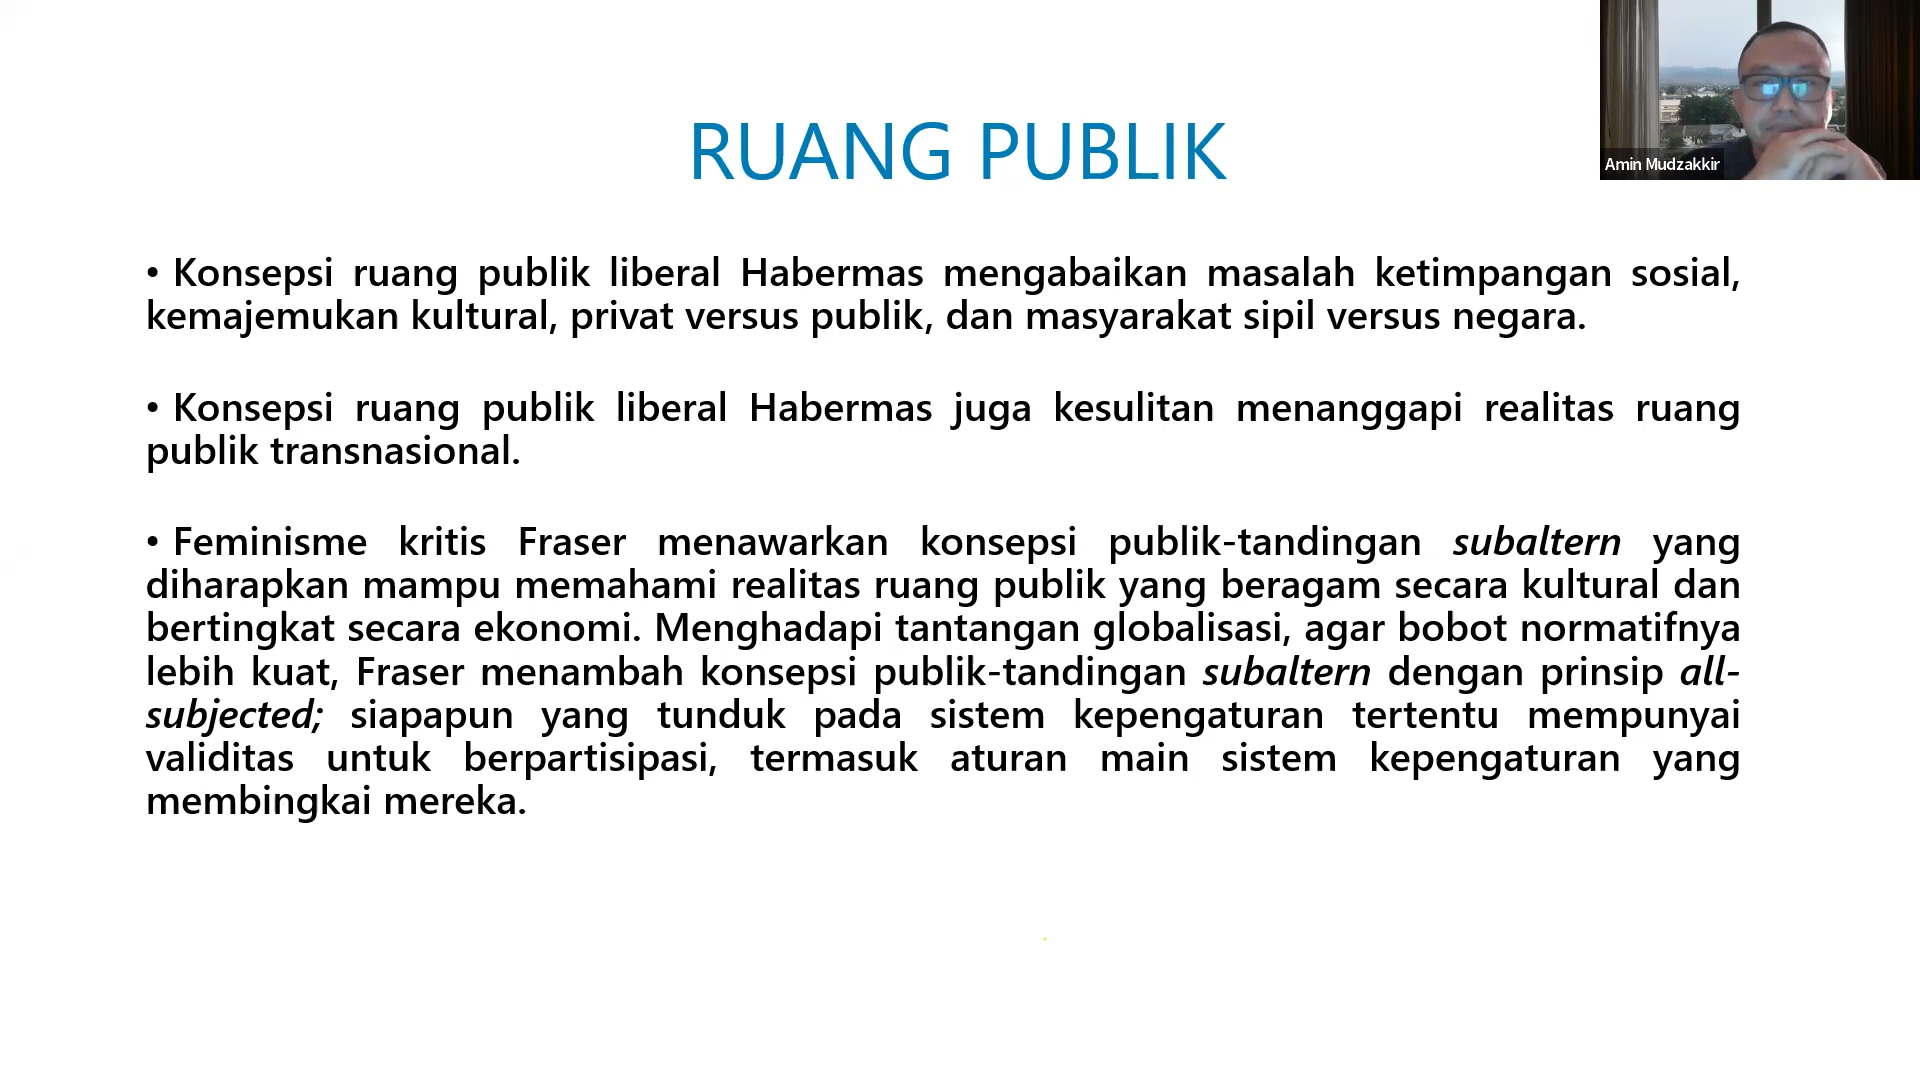 RUANG PUBLIK
Amin Mudzakkir
• Konsepsi ruang publik liberal Habermas mengabaikan masalah ketimpangan sosial,
kemajemukan kultural, privat versus publik, dan masyarakat sipil versus negara.
• Konsepsi ruang publik liberal Habermas juga kesulitan menanggapi realitas ruang
publik transnasional.
• Feminisme kritis Fraser menawarkan konsepsi publik-tandingan subaltern yang
diharapkan mampu memahami realitas ruang publik yang beragam secara kultural dan
bertingkat secara ekonomi. Menghadapi tantangan globalisasi, agar bobot normatifnya
lebih kuat, Fraser menambah konsepsi publik-tandingan subaltern dengan prinsip all-
subjected; siapapun yang tunduk pada sistem kepengaturan tertentu mempunyai
validitas untuk berpartisipasi, termasuk aturan main sistem kepengaturan yang
membingkai mereka.